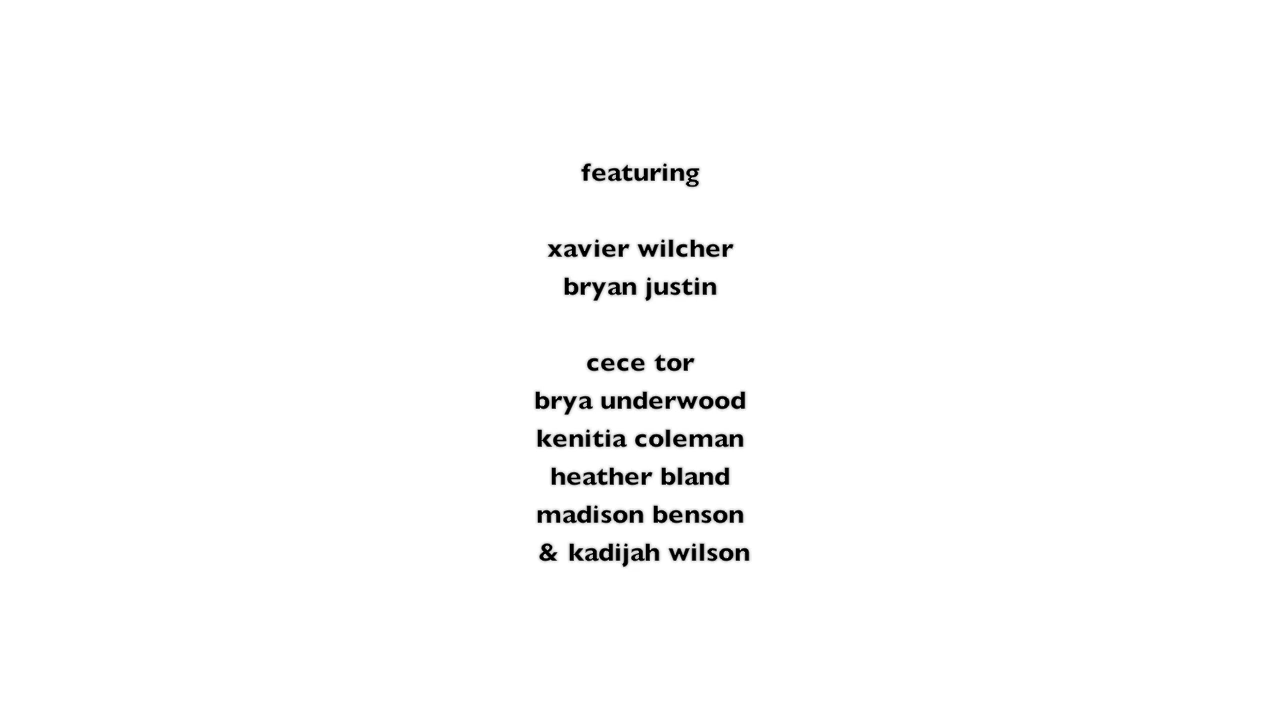 featuring
xavier wilcher
bryan justin
cece tor
brya underwood
kenitia coleman
heather bland
madison benson
& kadijah wilson